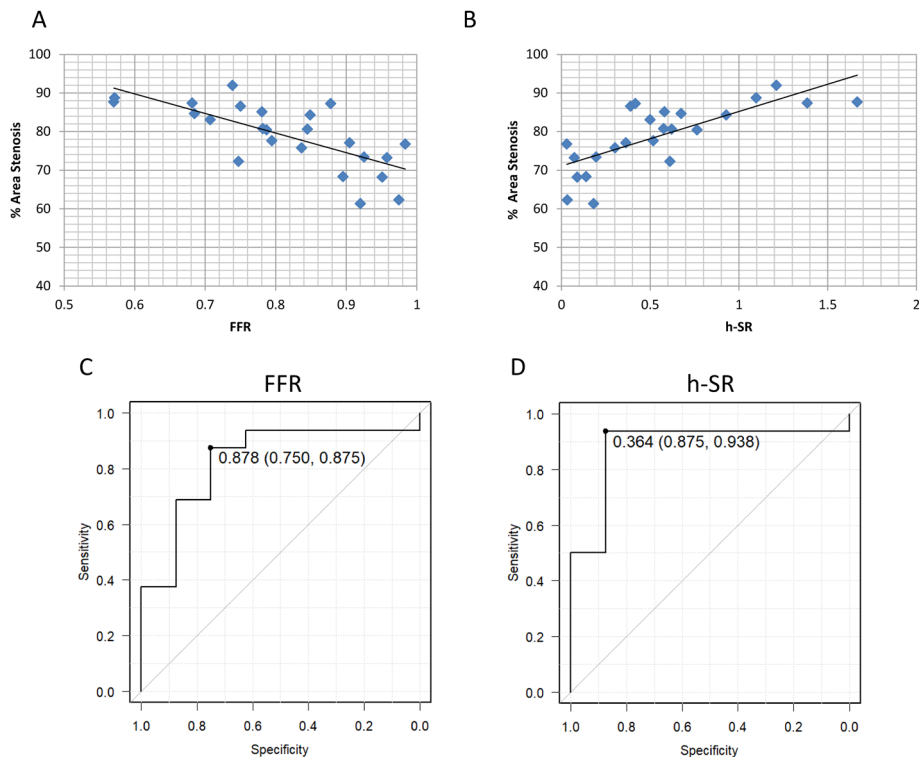 A
B
100
90
80
70
60
50
40
% Area Stenosis
0.5 0.6 0.7 0.8 0.9 1
FFR
100
90
80
70
60
50
40
% Area Stenosis
0 0.5 1 1.5 2
h-SR
C
D
FFR
1.0
0.8
0.6
0.4
0.2
0.0
Sensitivity
0.878 (0.750, 0.875)
1.0 0.8 0.6 0.4 0.2 0.0
Specificity
h-SR
1.0
0.8
0.6
0.4
0.2
0.0
Sensitivity
0.364 (0.875, 0.938)
1.0 0.8 0.6 0.4 0.2 0.0
Specificity